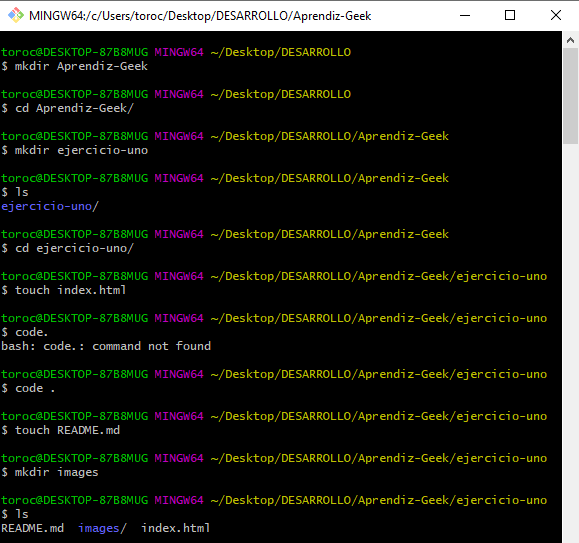 MINGW64:/c/Users/toroc/Desktop/DESARROLLO/Aprendiz-Geek
toroc@DESKTOP-87B8MUG MINGW64 ~/Desktop/DESARROLLO
$ mkdir Aprendiz-Geek
toroc@DESKTOP-87B8MUG MINGW64 ~/Desktop/DESARROLLO
$ cd Aprendiz-Geek/
toroc@DESKTOP-87B8MUG MINGW64 ~/Desktop/DESARROLLO/Aprendiz-Geek
$ mkdir ejercicio-uno
toroc@DESKTOP-87B8MUG MINGW64 ~/Desktop/DESARROLLO/Aprendiz-Geek
$ ls
ejercicio-uno/
toroc@DESKTOP-87B8MUG MINGW64 ~/Desktop/DESARROLLO/Aprendiz-Geek
$ cd ejercicio-uno/
toroc@DESKTOP-87B8MUG MINGW64 ~/Desktop/DESARROLLO/Aprendiz-Geek/ejercicio-uno
$ touch index.html
toroc@DESKTOP-87B8MUG MINGW64 ~/Desktop/DESARROLLO/Aprendiz-Geek/ejercicio-uno
$ code.
bash: code.: command not found
toroc@DESKTOP-87B8MUG MINGW64 ~/Desktop/DESARROLLO/Aprendiz-Geek/ejercicio-uno
$ code .
toroc@DESKTOP-87B8MUG MINGW64 ~/Desktop/DESARROLLO/Aprendiz-Geek/ejercicio-uno
$ touch README.md
toroc@DESKTOP-87B8MUG MINGW64 ~/Desktop/DESARROLLO/Aprendiz-Geek/ejercicio-uno
$ mkdir images
toroc@DESKTOP-87B8MUG MINGW64 ~/Desktop/DESARROLLO/Aprendiz-Geek/ejercicio-uno
$ ls
README.md  images/  index.html